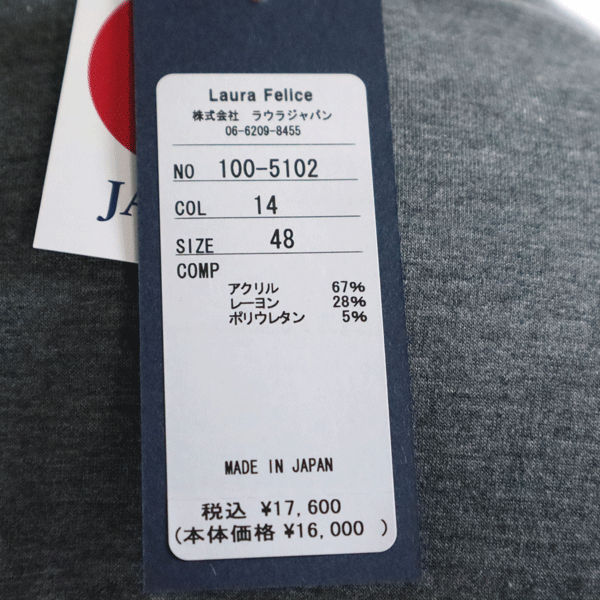 Laura Felice
株式会社 ラウラジャパン
06-6209-8455
NO 100-5102
COL 14
SIZE 48
COMP
アクリル 67%
レーヨン 28%
ポリウレタン 5%
MADE IN JAPAN
税込 ¥17,600
(本体価格 ¥16,000 )